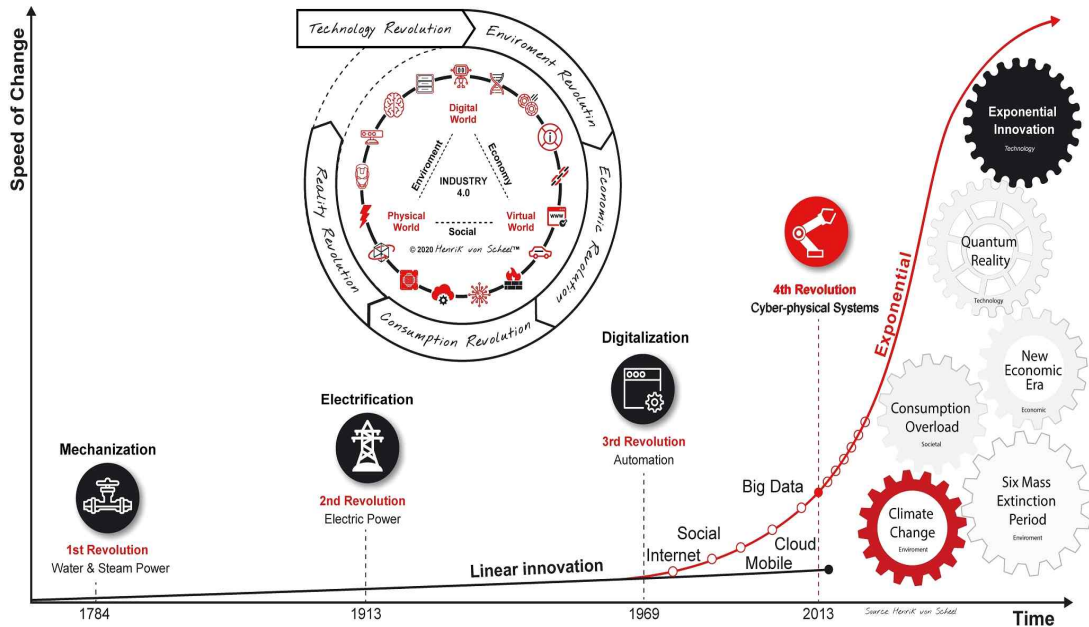 Speed of Change
Technology Revolution
Enviroment Revolutin
Economic Revolution
Consumption Revolution
Reality Revolution
Digital
World
Enviroment
Economy
INDUSTRY
4.0
Physical
World
Virtual
World
Social
© 2020 Henrik von Scheel™
www
Mechanization
1st Revolution
Water & Steam Power
Electrification
2nd Revolution
Electric Power
Digitalization
3rd Revolution
Automation
4th Revolution
Cyber-physical Systems
Linear innovation
Internet
Social
Mobile
Cloud
Big Data
Exponential
Exponential
Innovation
Technology
Quantum
Reality
Technology
New
Economic
Era
Economic
Consumption
Overload
Societal
Six Mass
Extinction
Period
Enviroment
Climate
Change
Enviroment
1784
1913
1969
2013
Source Henrik von Scheel
Time